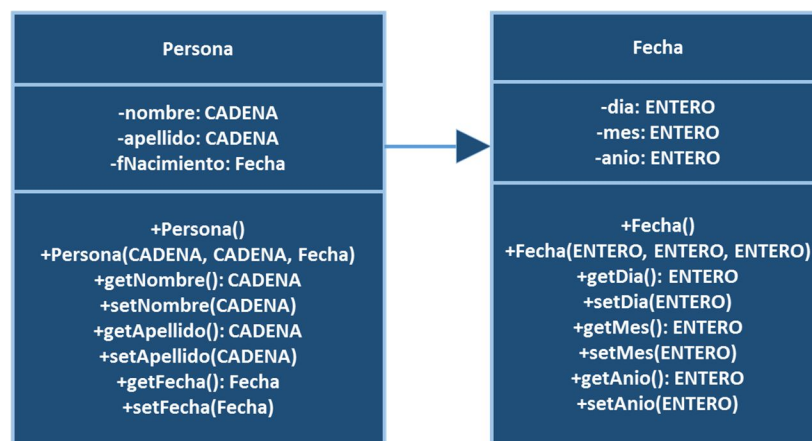 Persona
-nombre: CADENA
-apellido: CADENA
-fNacimiento: Fecha
+Persona()
+Persona(CADENA, CADENA, Fecha)
+getNombre(): CADENA
+setNombre(CADENA)
+getApellido(): CADENA
+setApellido(CADENA)
+getFecha(): Fecha
+setFecha(Fecha)
Fecha
-dia: ENTERO
-mes: ENTERO
-anio: ENTERO
+Fecha()
+Fecha(ENTERO, ENTERO, ENTERO)
+getDia(): ENTERO
+setDia(ENTERO)
+getMes(): ENTERO
+setMes(ENTERO)
+getAnio(): ENTERO
+setAnio(ENTERO)